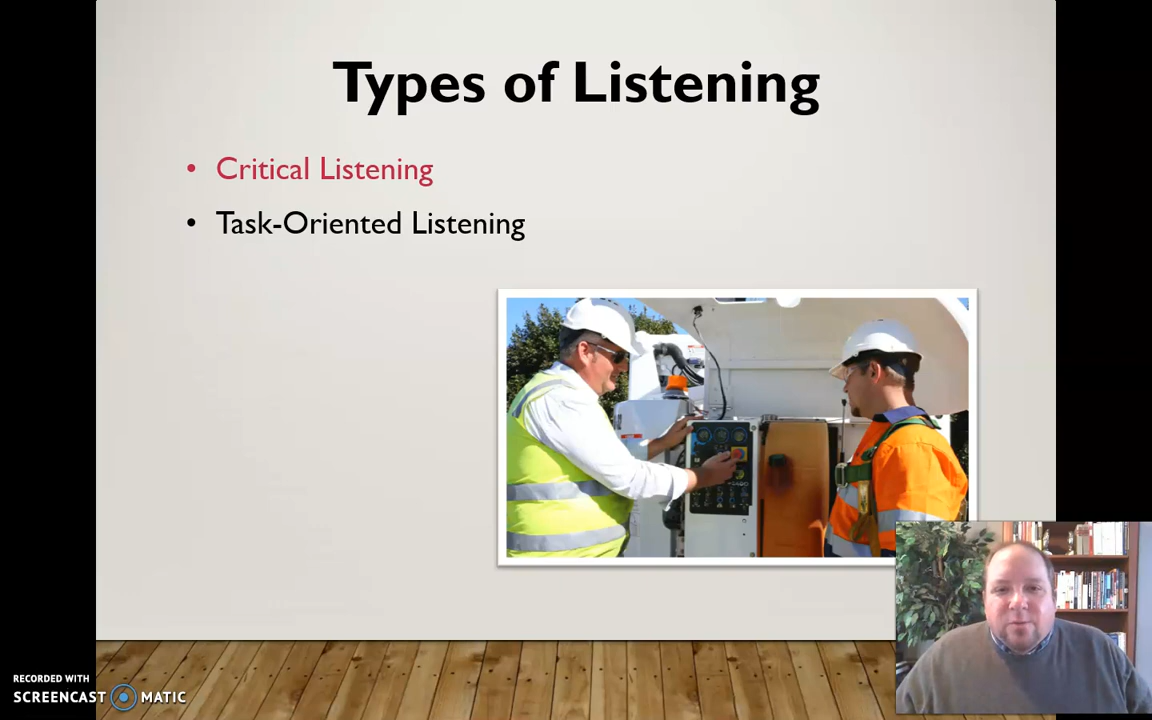 Types of Listening
• Critical Listening
• Task-Oriented Listening
RECORDED WITH
SCREENCAST MATIC